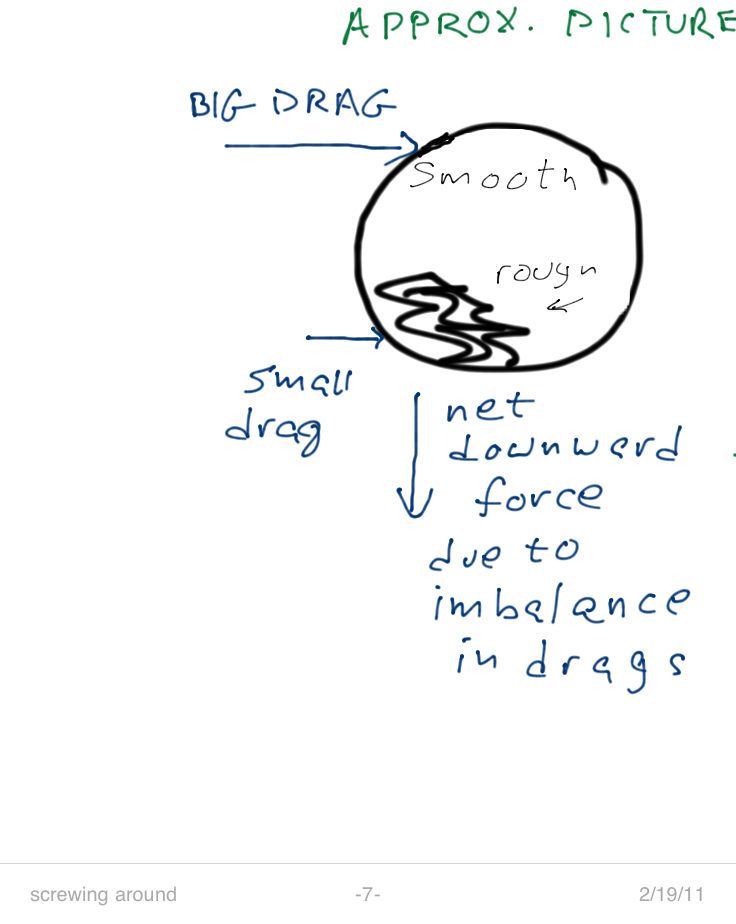 APPROX. PICTURE
BIG DRAG
Smooth
rough
small
drag
net
downward
force
due to
imbalance
in drags
screwing around
-7-
2/19/11